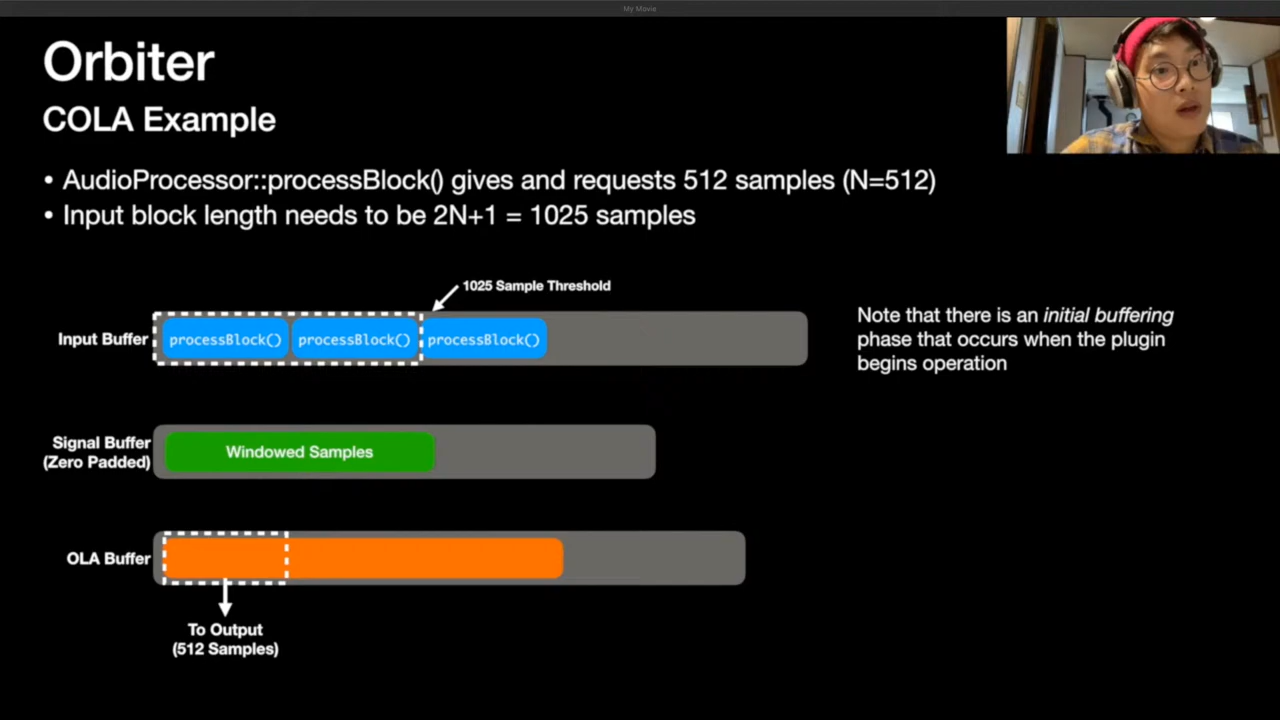 My Movie
Orbiter
COLA Example
• AudioProcessor::processBlock() gives and requests 512 samples (N=512)
• Input block length needs to be 2N+1 = 1025 samples
1025 Sample Threshold
Input Buffer
processBlock()
processBlock()
processBlock()
Note that there is an initial buffering
phase that occurs when the plugin
begins operation
Signal Buffer
(Zero Padded)
Windowed Samples
OLA Buffer
To Output
(512 Samples)